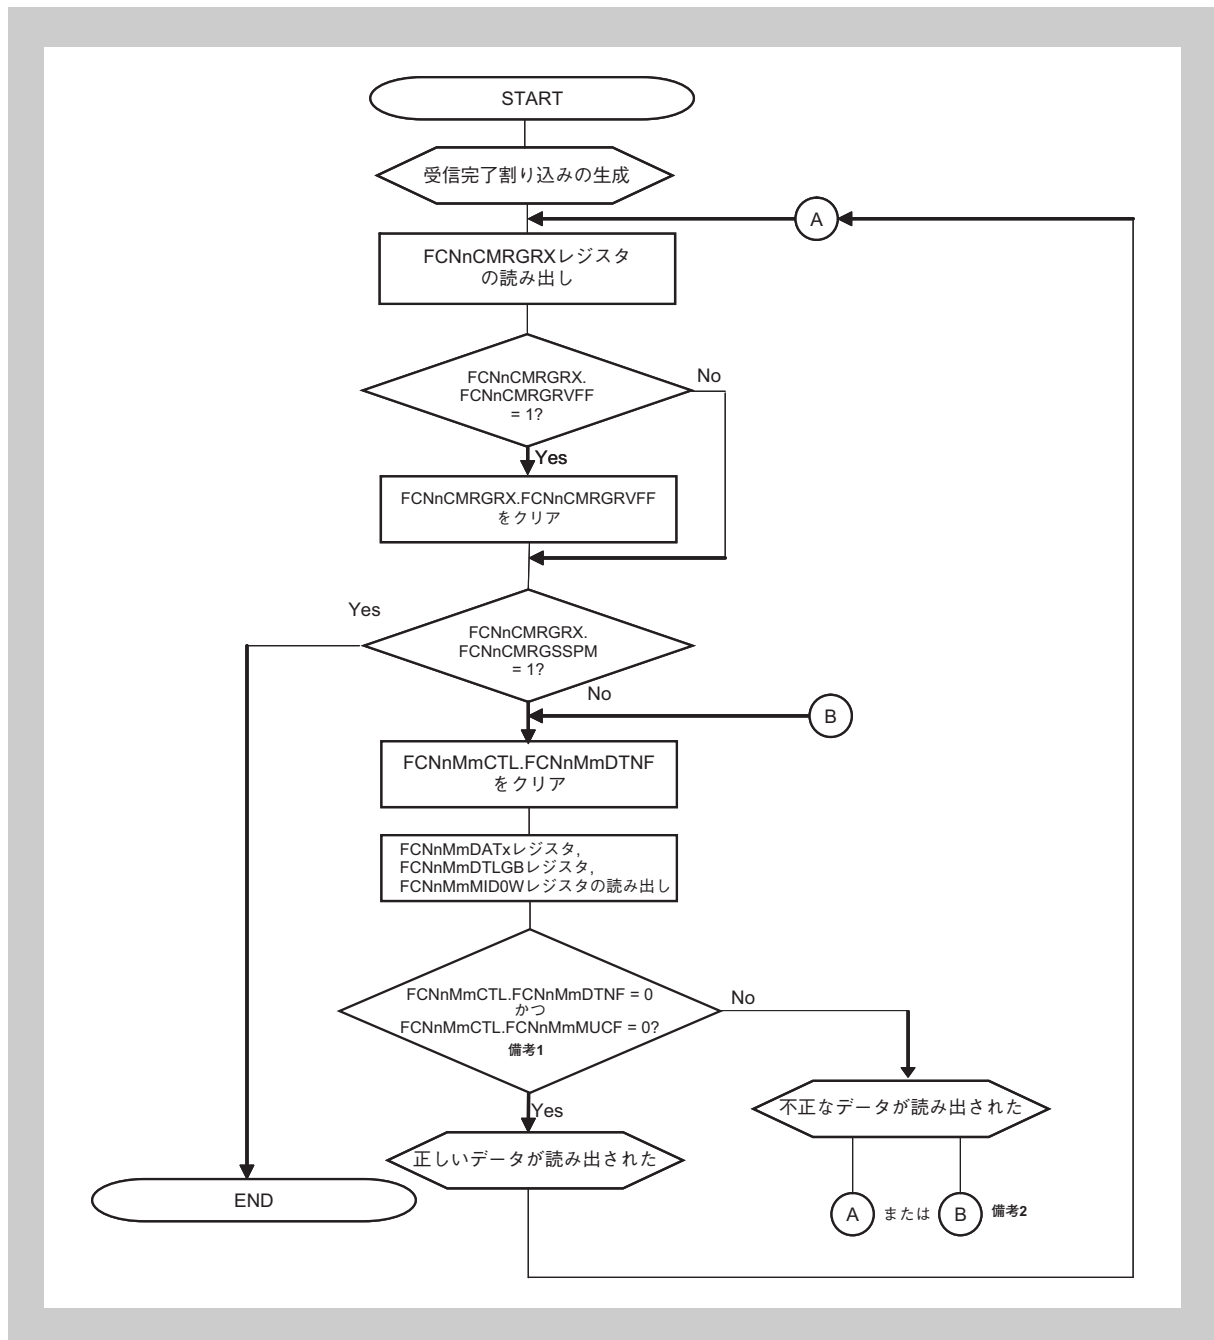 START
受信完了割り込みの生成
A
FCNnCMRGRXレジスタ
の読み出し
FCNnCMRGRX.
FCNnCMRGRVFF
= 1?
No
Yes
FCNnCMRGRX.FCNnCMRGRVFF
をクリア
Yes
FCNnCMRGRX.
FCNnCMRGSSPM
= 1?
No
B
FCNnMmCTL.FCNnMmDTNF
をクリア
FCNnMmDATxレジスタ,
FCNnMmDTLGBレジスタ,
FCNnMmMID0Wレジスタの読み出し
FCNnMmCTL.FCNnMmDTNF = 0
かつ
FCNnMmCTL.FCNnMmMUCF = 0?
備考1
No
Yes
不正なデータが読み出された
正しいデータが読み出された
END
A または B 備考2